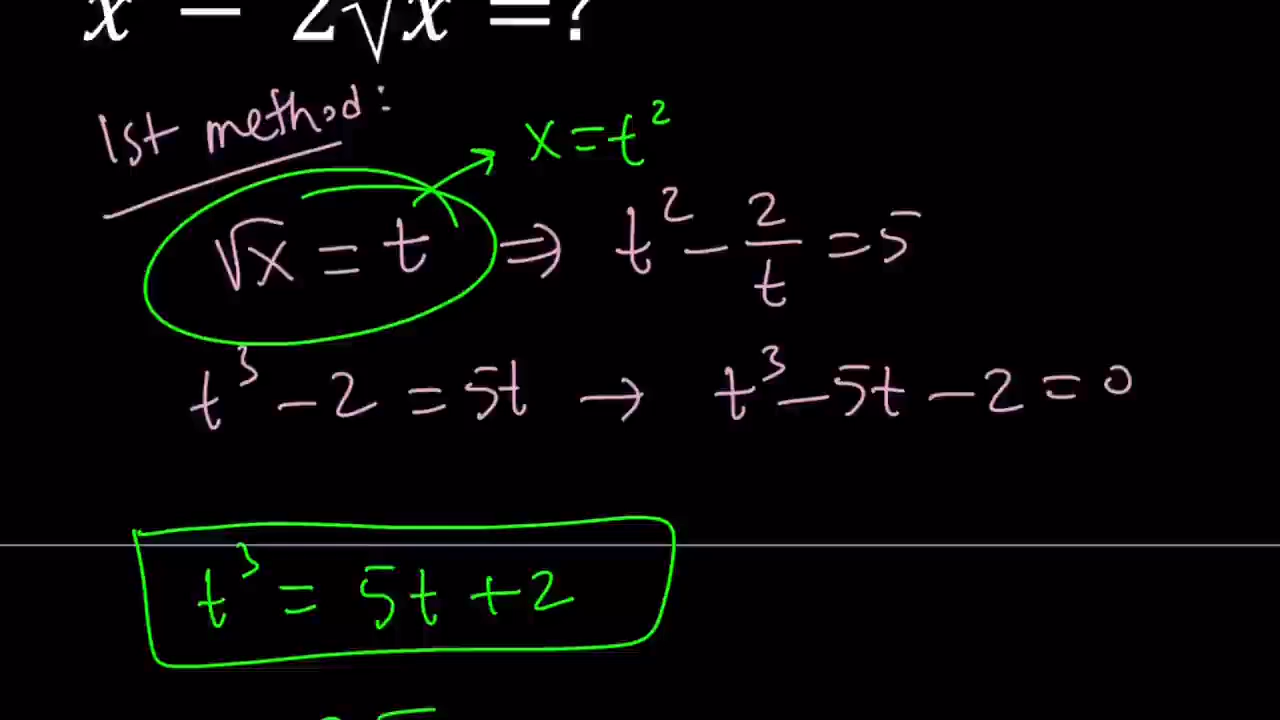 x − 2√x =?
1st method:
x = t²
√x = t ⇒ t² − 2/t = 5
t³ − 2 = 5t → t³ − 5t − 2 = 0
t³ = 5t + 2